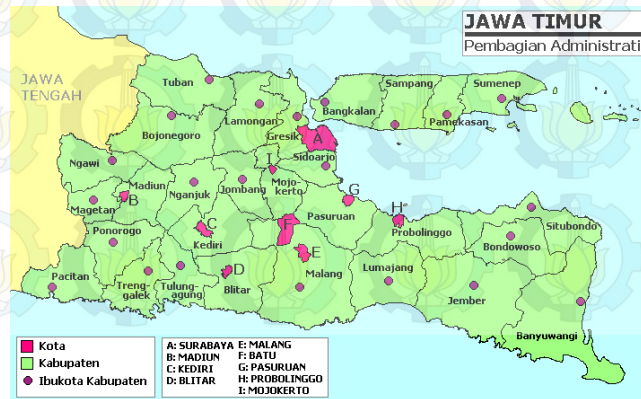 JAWA TIMUR
Pembagian Administrati
JAWA
TENGAH
Tuban
Sampang
Sumenep
Bangkalan
Lamongan
Pamekasan
Bojonegoro
Gresik
A
Sidoarjo
Ngawi
I
Madiun
Nganjuk
Jombang
Mojo-
kerto
G
B
Magetan
Pasuruan
H
Ponorogo
C
F
Probolinggo
Situbondo
Kediri
Bondowoso
E
Pacitan
Treng-
galek
Tulung-
agung
D
Blitar
Malang
Lumajang
Jember
Banyuwangi
Kota
Kabupaten
Ibukota Kabupaten
A: SURABAYA
B: MADIUN
C: KEDIRI
D: BLITAR
E: MALANG
F: BATU
G: PASURUAN
H: PROBOLINGGO
I: MOJOKERTO